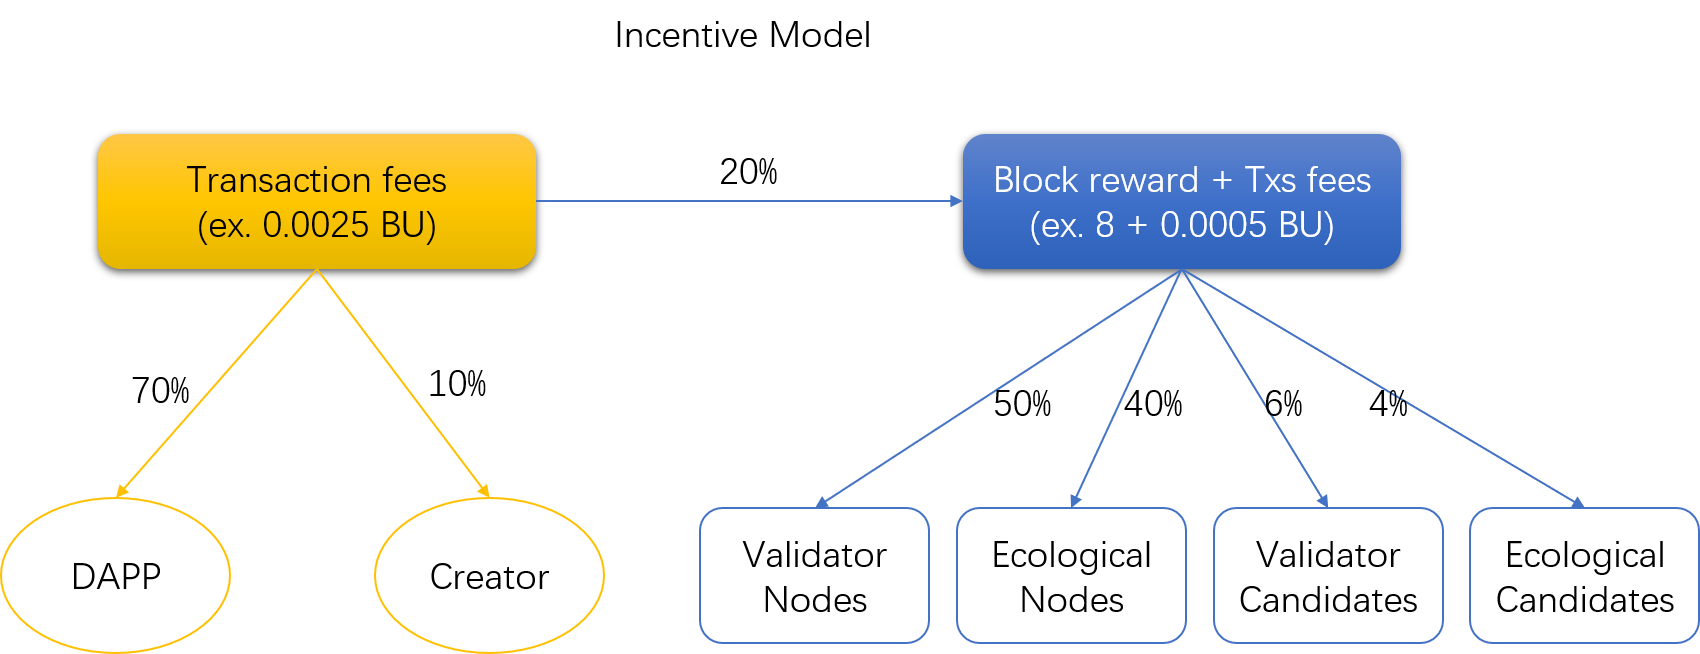 Incentive Model
Transaction fees
(ex. 0.0025 BU)
20%
Block reward + Txs fees
(ex. 8 + 0.0005 BU)
70%
10%
50%
40%
6%
4%
DAPP
Creator
Validator
Nodes
Ecological
Nodes
Validator
Candidates
Ecological
Candidates